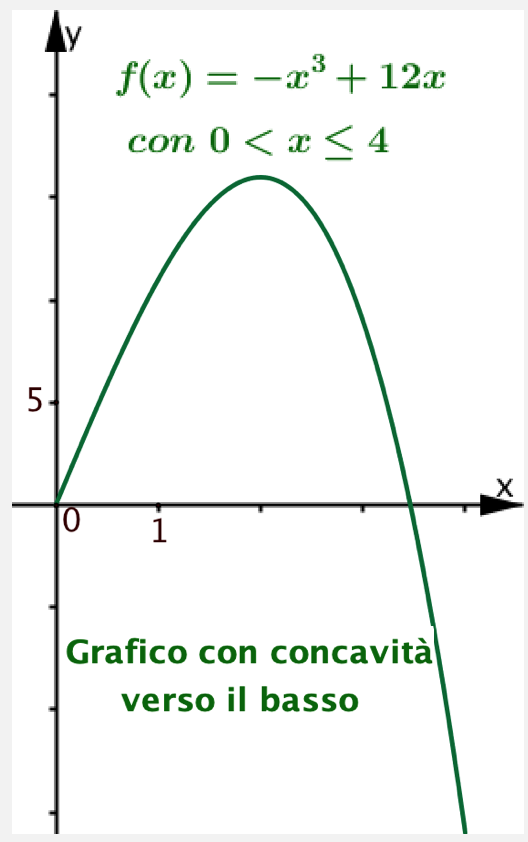 y
f(x) = −x³ + 12x
con 0 < x ≤ 4
5
x
0
1
Grafico con concavità
verso il basso